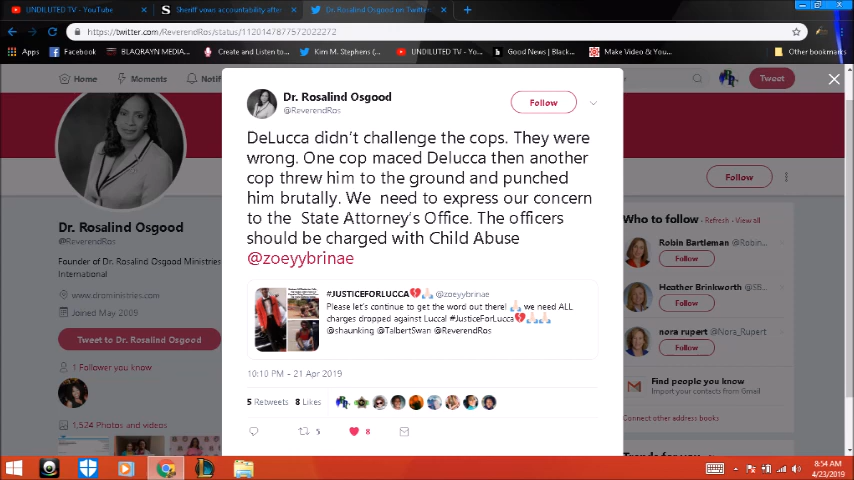 UNDILUTED TV - YouTube
Sheriff vows accountability after
Dr. Rosalind Osgood on Twitter
https://twitter.com/ReverendRos/status/1120147877572022272
Apps
Facebook
BLAQRAYN MEDIA...
Create and Listen to...
Kim M. Stephens (...
UNDILUTED TV - Yo...
Good News | Black...
Make Video & You...
Other bookmarks
Home
Moments
Notif
Tweet
Dr. Rosalind Osgood
@ReverendRos
Follow
DeLucca didn't challenge the cops. They were
wrong. One cop maced Delucca then another
cop threw him to the ground and punched
him brutally. We need to express our concern
to the State Attorney's Office. The officers
should be charged with Child Abuse
@zoeyybrinae
#JUSTICEFORLUCCA💔🙏🏻 @zoeyybrinae
Please let's continue to get the word out there! 🙏🏻 we need ALL
charges dropped against Lucca! #JusticeForLucca💔🙏🏻🙏🏻
@shaunking @TalbertSwan @ReverendRos
10:10 PM - 21 Apr 2019
5 Retweets 8 Likes
5
8
Dr. Rosalind Osgood
@ReverendRos
Founder of Dr. Rosalind Osgood Ministries
International
www.droministries.com
Joined May 2009
Tweet to Dr. Rosalind Osgood
1 Follower you know
1,524 Photos and videos
Follow
Who to follow - Refresh - View all
Robin Bartleman @Robin...
Follow
Heather Brinkworth @SB...
Follow
nora rupert @Nora_Rupert
Follow
Find people you know
Import your contacts from Gmail
Connect other address books
Trends for you
8:54 AM
4/23/2019